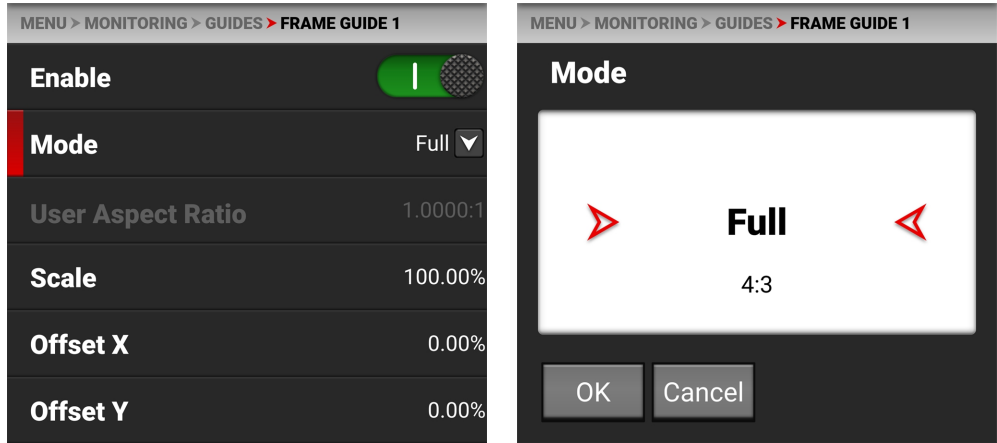 MENU > MONITORING > GUIDES > FRAME GUIDE 1
Enable
Mode Full
User Aspect Ratio 1.0000:1
Scale 100.00%
Offset X 0.00%
Offset Y 0.00%
MENU > MONITORING > GUIDES > FRAME GUIDE 1
Mode
Full
4:3
OK Cancel